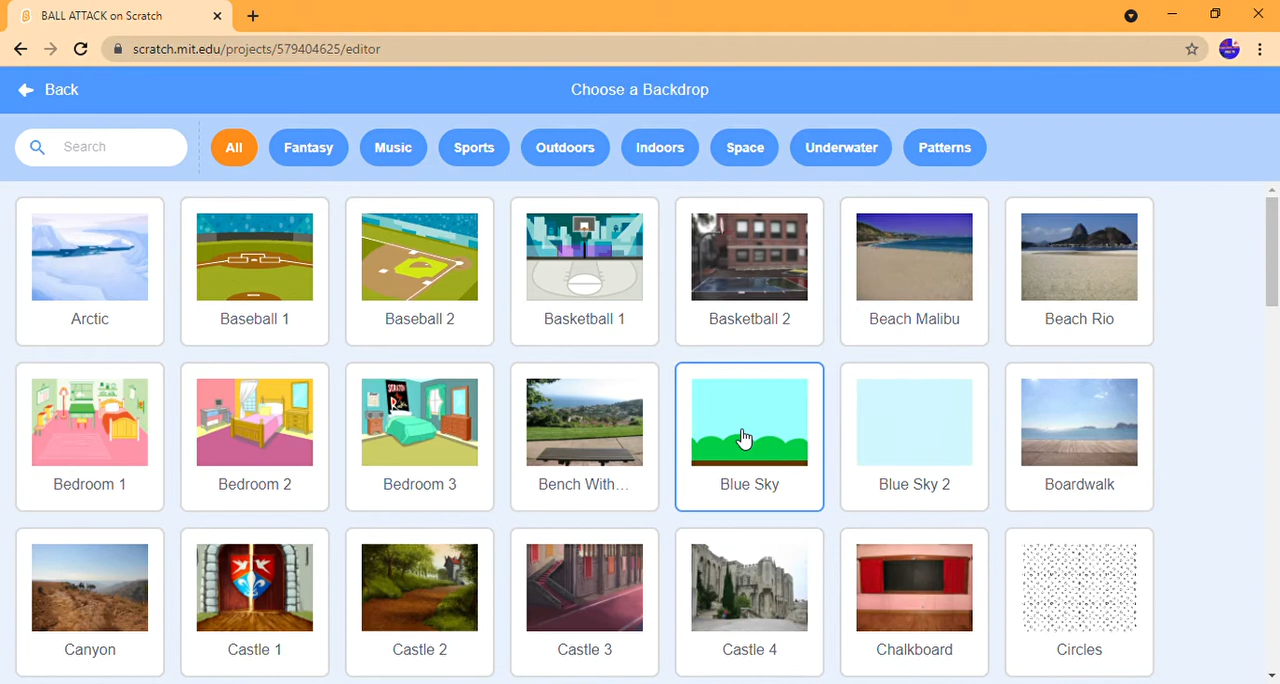 BALL ATTACK on Scratch
scratch.mit.edu/projects/579404625/editor
Back
Choose a Backdrop
Search
All
Fantasy
Music
Sports
Outdoors
Indoors
Space
Underwater
Patterns
Arctic
Baseball 1
Baseball 2
Basketball 1
Basketball 2
Beach Malibu
Beach Rio
Bedroom 1
Bedroom 2
Bedroom 3
Bench With...
Blue Sky
Blue Sky 2
Boardwalk
Canyon
Castle 1
Castle 2
Castle 3
Castle 4
Chalkboard
Circles